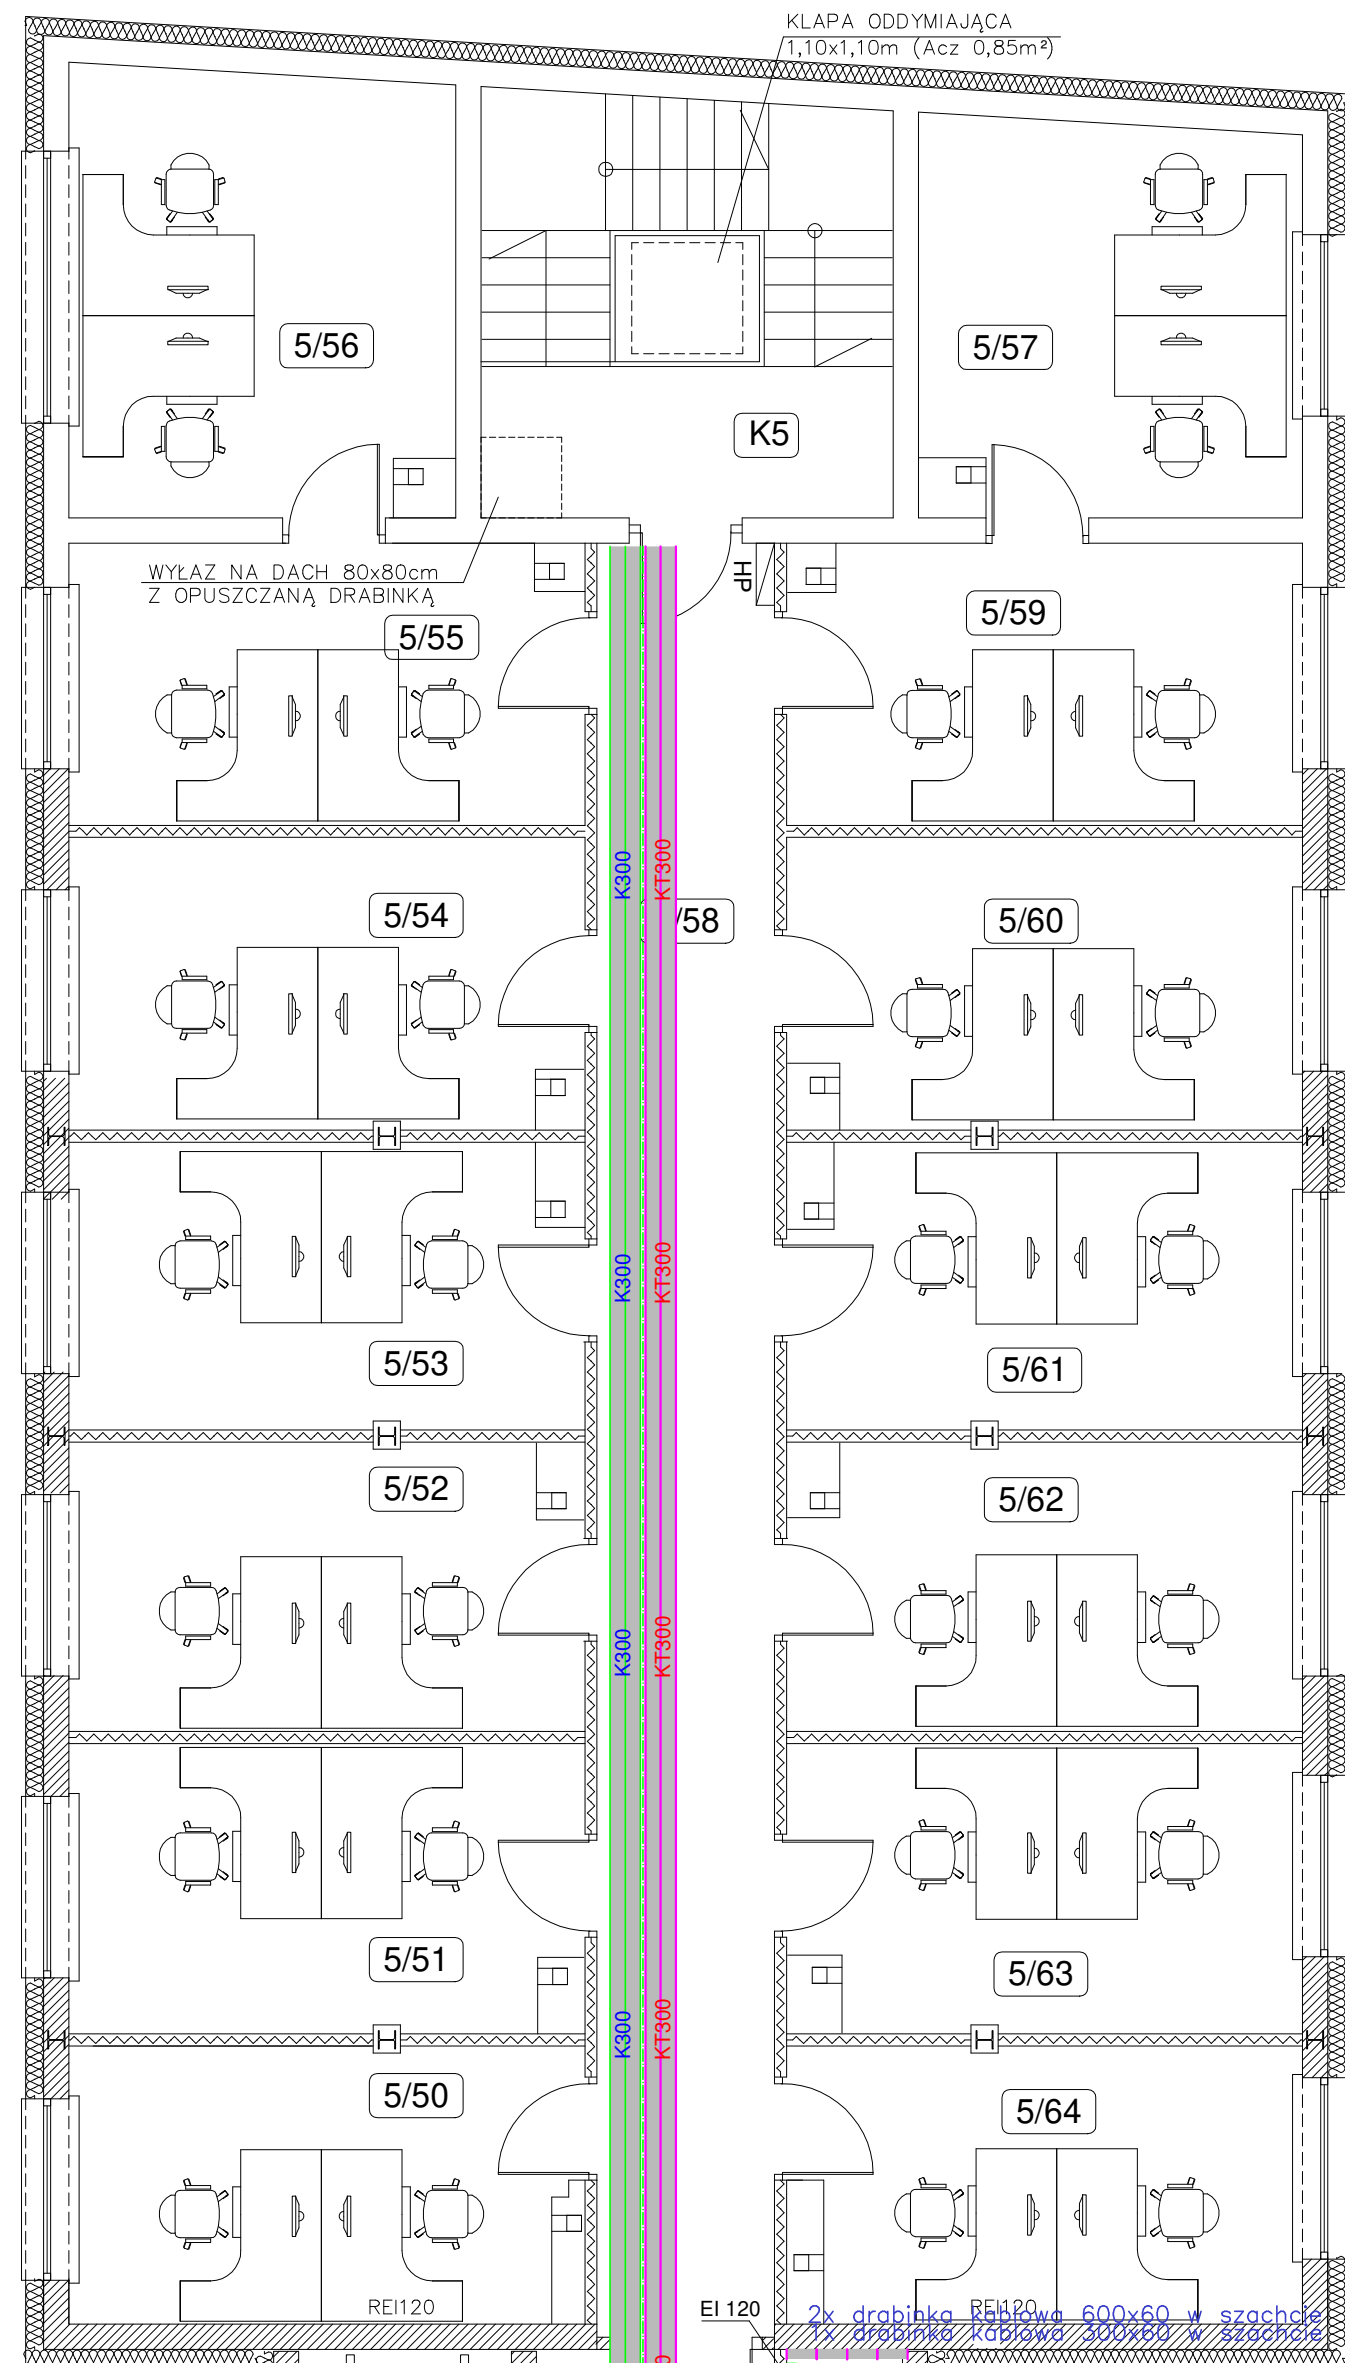 KLAPA ODDYMIAJĄCA
1,10x1,10m (Acz 0,85m²)
5/56
5/57
K5
WYŁAZ NA DACH 80x80cm
Z OPUSZCZANĄ DRABINKĄ
HP
5/55
5/59
K300
KT300
5/54
/58
5/60
K300
KT300
5/53
5/61
5/52
5/62
K300
KT300
5/51
5/63
K300
KT300
5/50
5/64
REI120
EI 120
REI120
2x drabinka kablowa 600x60 w szachcie
1x drabinka kablowa 300x60 w szachcie